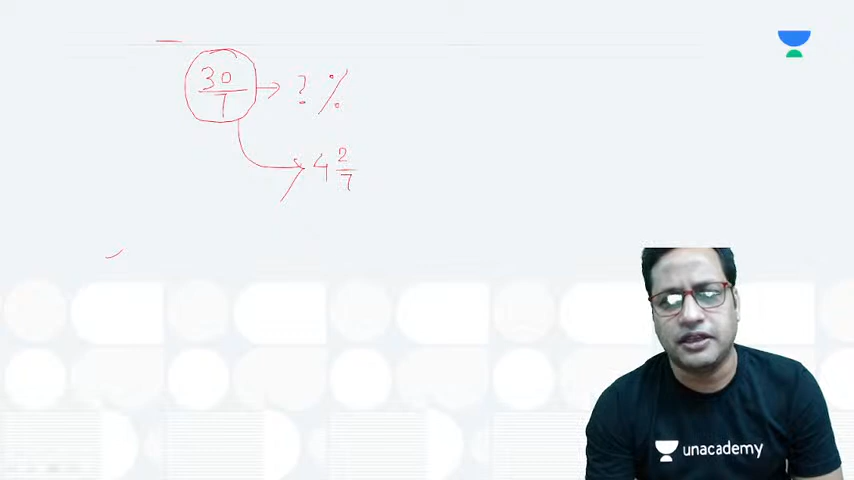 30/7 → ? %
4 2/7
unacademy